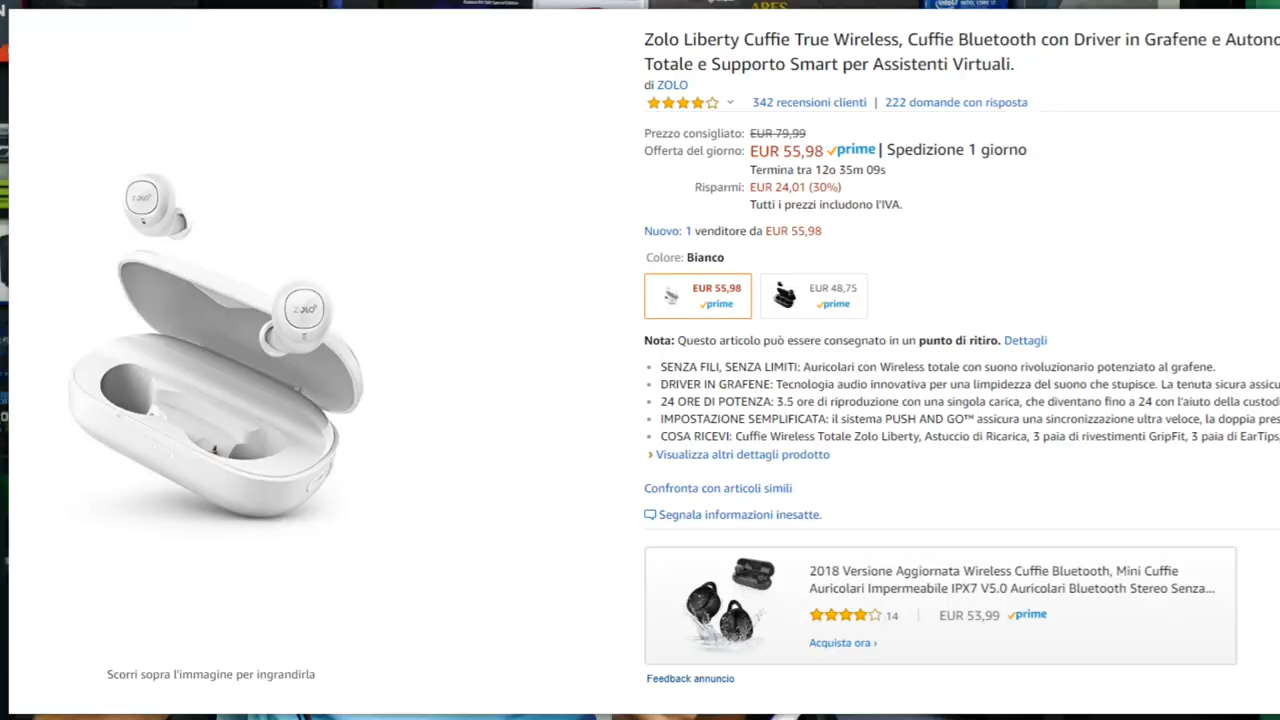 ARES
Zolo Liberty Cuffie True Wireless, Cuffie Bluetooth con Driver in Grafene e Autono
Totale e Supporto Smart per Assistenti Virtuali.
di ZOLO
342 recensioni clienti | 222 domande con risposta
Prezzo consigliato: EUR 79,99
Offerta del giorno: EUR 55,98 prime | Spedizione 1 giorno
Termina tra 12o 35m 09s
Risparmi: EUR 24,01 (30%)
Tutti i prezzi includono l'IVA.
Nuovo: 1 venditore da EUR 55,98
Colore: Bianco
EUR 55,98
prime
EUR 48,75
prime
Nota: Questo articolo può essere consegnato in un punto di ritiro. Dettagli
SENZA FILI, SENZA LIMITI: Auricolari con Wireless totale con suono rivoluzionario potenziato al grafene.
DRIVER IN GRAFENE: Tecnologia audio innovativa per una limpidezza del suono che stupisce. La tenuta sicura assicu
24 ORE DI POTENZA: 3.5 ore di riproduzione con una singola carica, che diventano fino a 24 con l'aiuto della custodi
IMPOSTAZIONE SEMPLIFICATA: il sistema PUSH AND GO™ assicura una sincronizzazione ultra veloce, la doppia pres
COSA RICEVI: Cuffie Wireless Totale Zolo Liberty, Astuccio di Ricarica, 3 paia di rivestimenti GripFit, 3 paia di EarTips
› Visualizza altri dettagli prodotto
Confronta con articoli simili
Segnala informazioni inesatte.
2018 Versione Aggiornata Wireless Cuffie Bluetooth, Mini Cuffie
Auricolari Impermeabile IPX7 V5.0 Auricolari Bluetooth Stereo Senza...
14 | EUR 53,99 prime
Acquista ora ›
Feedback annuncio
ZOLO
ZOLO
Scorri sopra l'immagine per ingrandirla